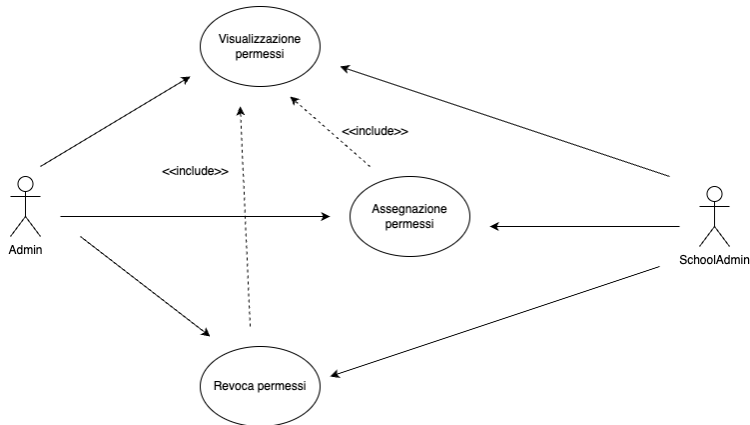 Visualizzazione
permessi
<<include>>
<<include>>
Assegnazione
permessi
Admin
SchoolAdmin
Revoca permessi